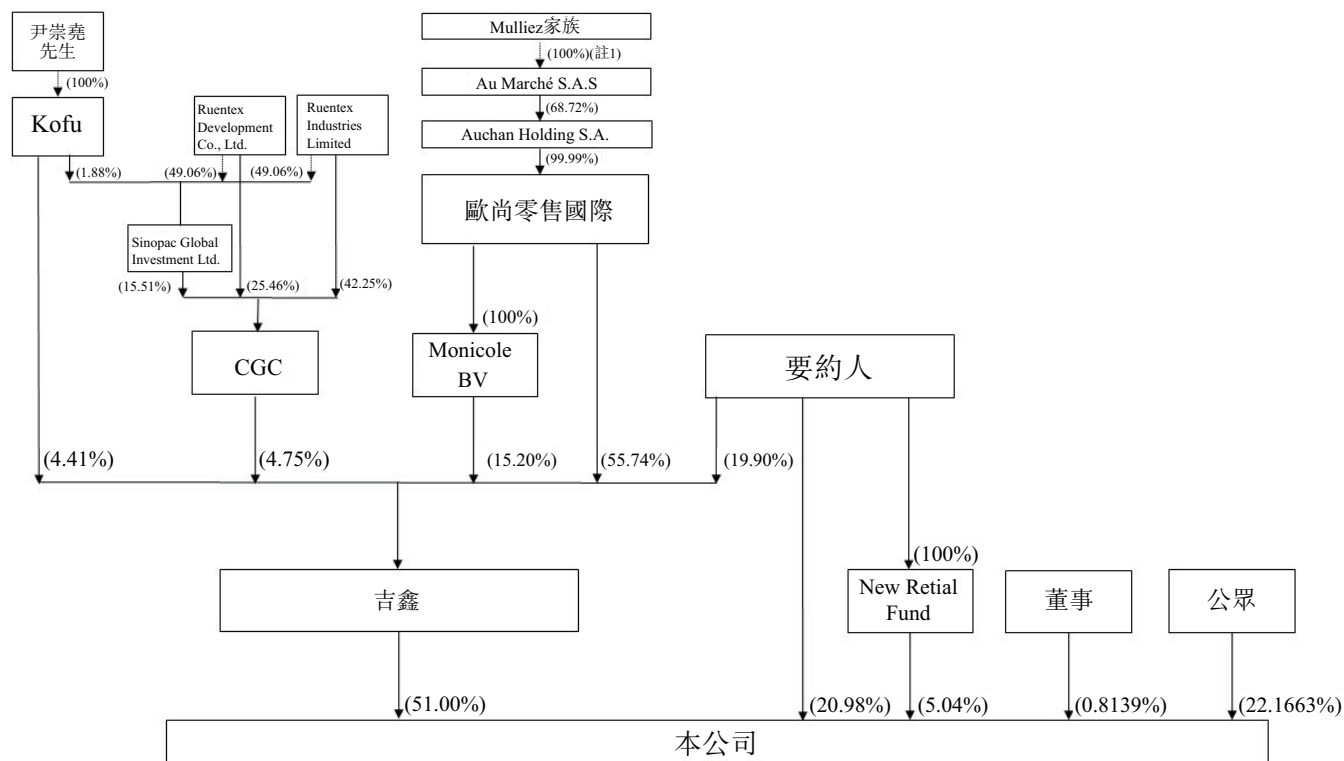 尹崇堯
先生
(100%)
Kofu
Ruentex
Development
Co., Ltd.
Ruentex
Industries
Limited
Mulliez家族
(100%)(註1)
Au Marché S.A.S
(68.72%)
Auchan Holding S.A.
(99.99%)
歐尚零售國際
(1.88%)
(49.06%)
(49.06%)
Sinopac Global
Investment Ltd.
(15.51%)
(25.46%)
(42.25%)
CGC
(100%)
Monicole
BV
要約人
(4.41%)
(4.75%)
(15.20%)
(55.74%)
(19.90%)
吉鑫
(100%)
New Retial
Fund
董事
公眾
(51.00%)
(20.98%)
(5.04%)
(0.8139%)
(22.1663%)
本公司